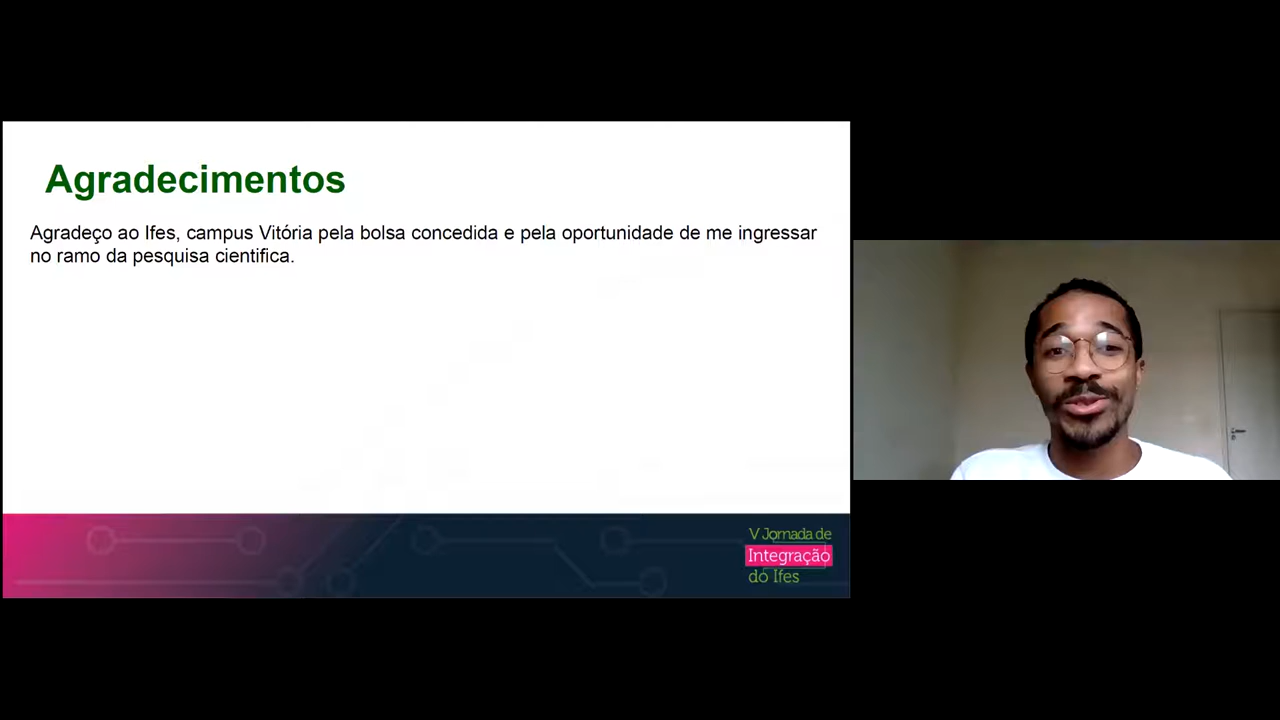 Agradecimentos
Agradeço ao Ifes, campus Vitória pela bolsa concedida e pela oportunidade de me ingressar
no ramo da pesquisa cientifica.
V Jornada de
Integração
do Ifes